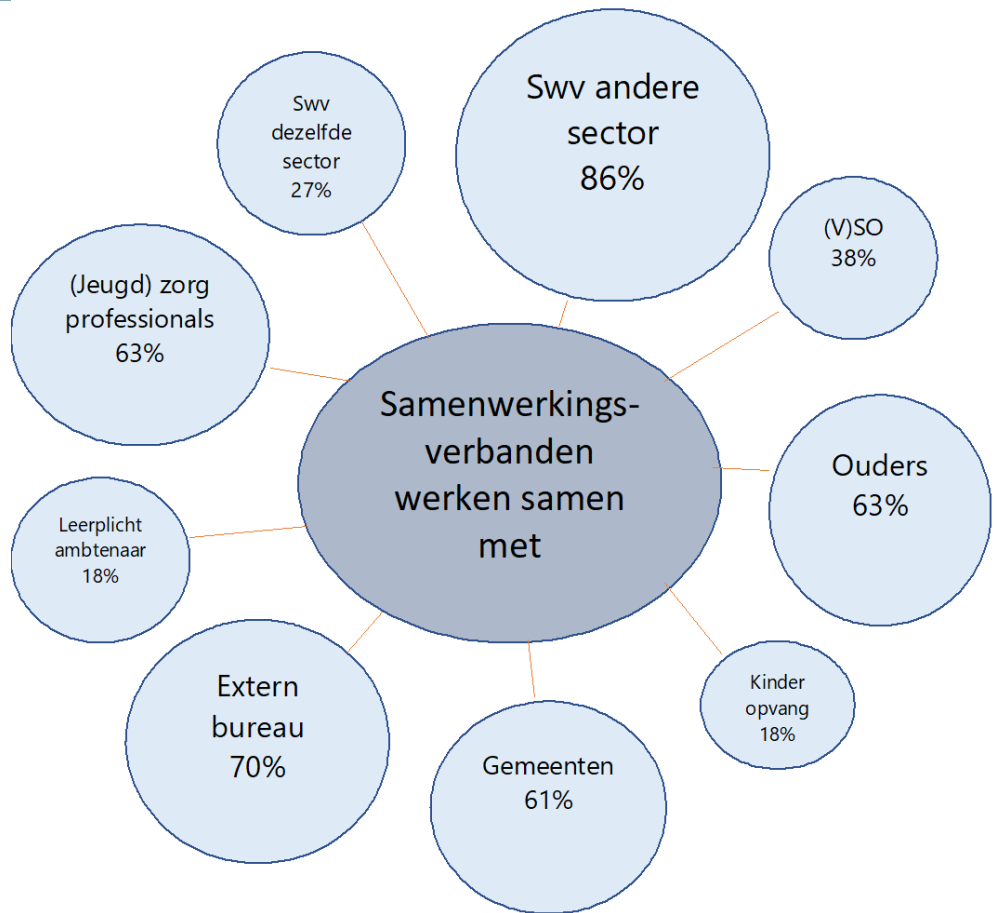 Swv andere
sector
86%
Swv
dezelfde
sector
27%
(V)SO
38%
(Jeugd) zorg
professionals
63%
Samenwerkings-
verbanden
werken samen
met
Ouders
63%
Leerplicht
ambtenaar
18%
Extern
bureau
70%
Kinder
opvang
18%
Gemeenten
61%